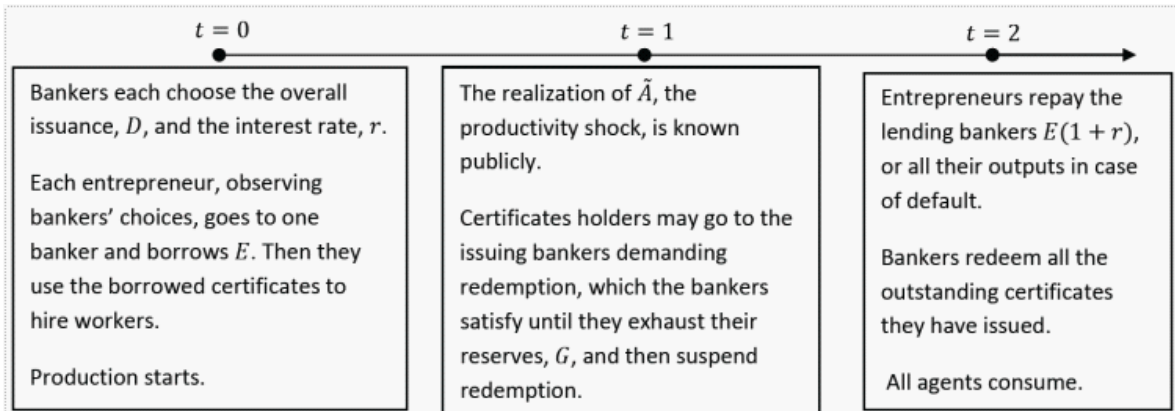 t = 0
t = 1
t = 2
Bankers each choose the overall
issuance, D, and the interest rate, r.
Each entrepreneur, observing
bankers' choices, goes to one
banker and borrows E. Then they
use the borrowed certificates to
hire workers.
Production starts.
The realization of Ã, the
productivity shock, is known
publicly.
Certificates holders may go to the
issuing bankers demanding
redemption, which the bankers
satisfy until they exhaust their
reserves, G, and then suspend
redemption.
Entrepreneurs repay the
lending bankers E(1 + r),
or all their outputs in case
of default.
Bankers redeem all the
outstanding certificates
they have issued.
All agents consume.